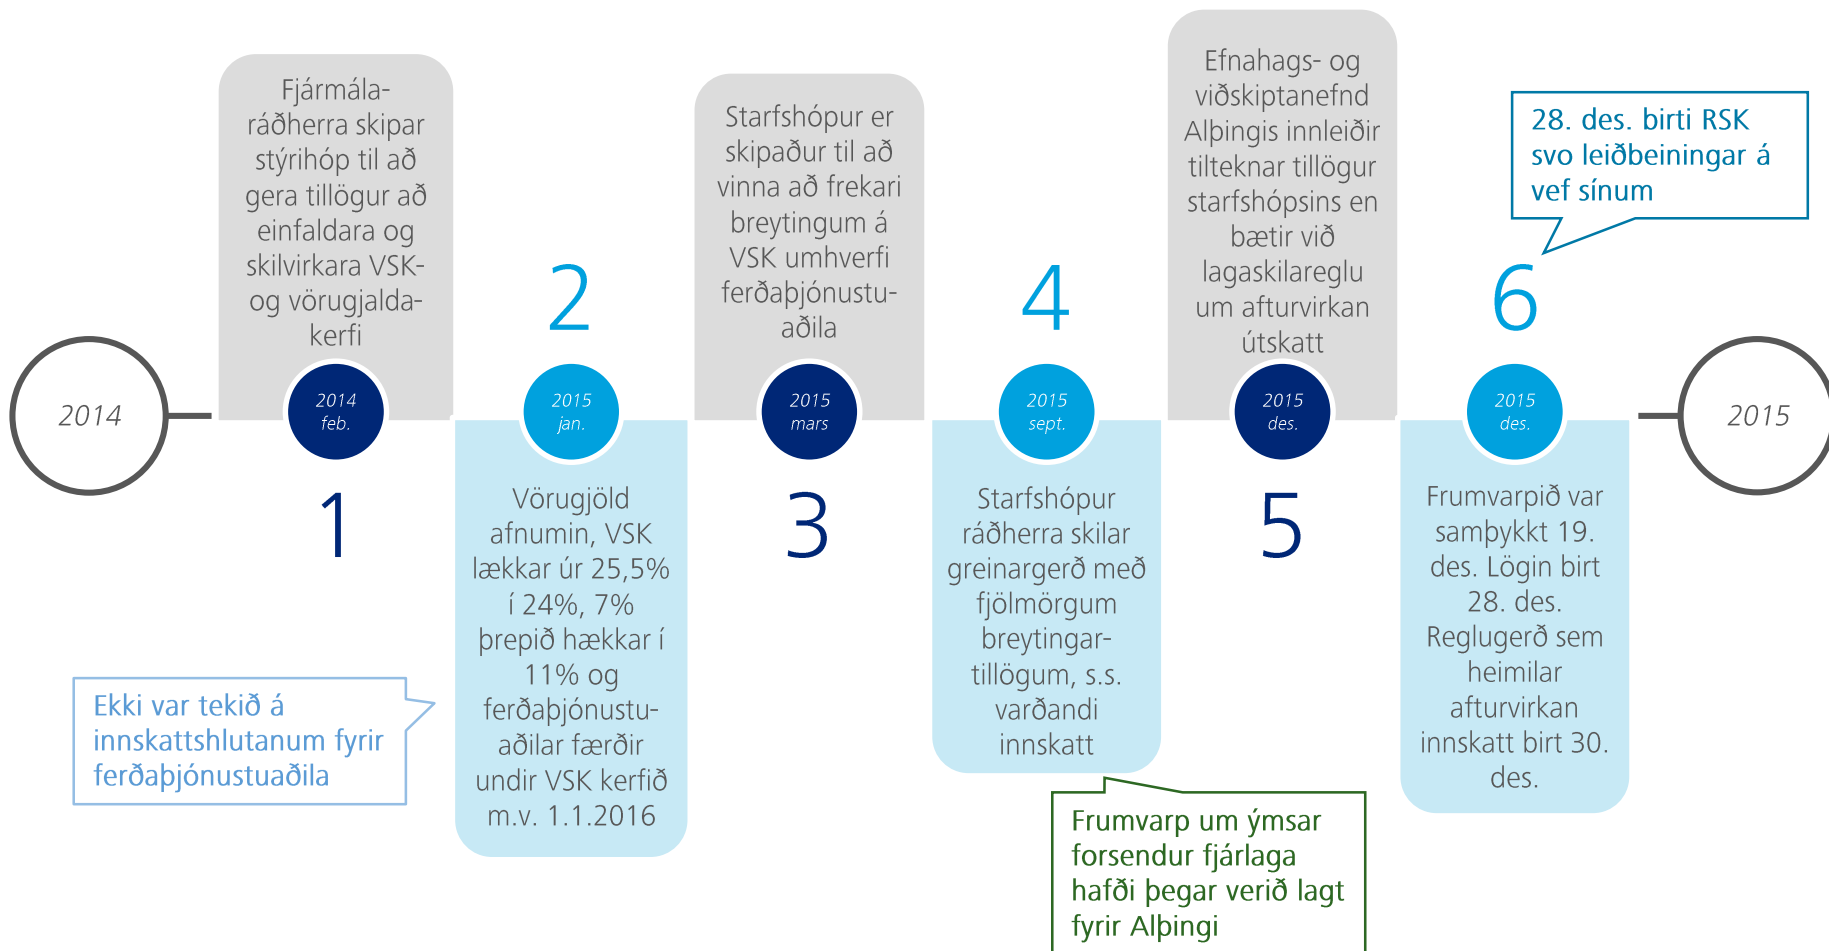 2014
Fjármála-
ráðherra skipar
stýrihóp til að
gera tillögur að
einfaldara og
skilvirkara VSK-
og vörugjalda-
kerfi
2014
feb.
1
2
2015
jan.
Vörugjöld
afnumin, VSK
lækkar úr 25,5%
í 24%, 7%
þrepið hækkar í
11% og
ferðaþjónustu-
aðilar færðir
undir VSK kerfið
m.v. 1.1.2016
Ekki var tekið á
innskattshlutanum fyrir
ferðaþjónustuaðila
Starfshópur er
skipaður til að
vinna að frekari
breytingum á
VSK umhverfi
ferðaþjónustu-
aðila
2015
mars
3
4
2015
sept.
Starfshópur
ráðherra skilar
greinargerð með
fjölmörgum
breytingar-
tillögum, s.s.
varðandi
innskatt
Frumvarp um ýmsar
forsendur fjárlaga
hafði þegar verið lagt
fyrir Alþingi
Efnahags- og
viðskiptanefnd
Alþingis innleiðir
tilteknar tillögur
starfshópsins en
bætir við
lagaskilareglu
um afturvirkan
útskatt
2015
des.
5
28. des. birti RSK
svo leiðbeiningar á
vef sínum
6
2015
des.
Frumvarpið var
samþykkt 19.
des. Lögin birt
28. des.
Reglugerð sem
heimilar
afturvirkan
innskatt birt 30.
des.
2015